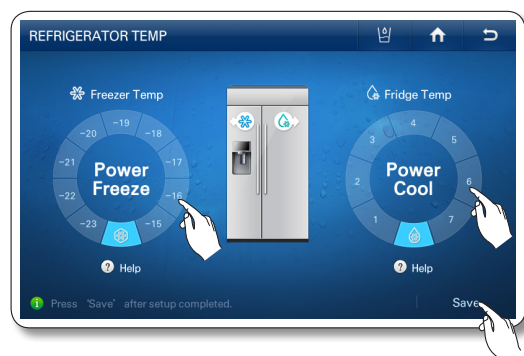 REFRIGERATOR TEMP
Freezer Temp
Fridge Temp
-19
-20
-18
-21
-17
-22
-16
-23
-15
Power
Freeze
4
3
5
2
6
1
7
Power
Cool
? Help
? Help
i Press 'Save' after setup completed.
Save